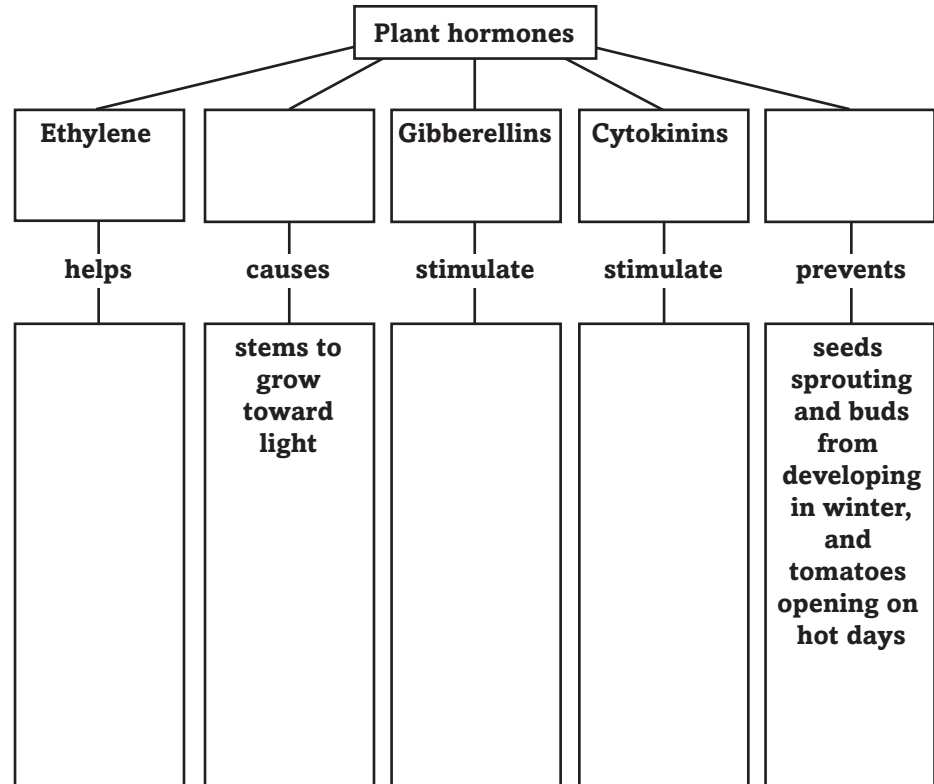 Plant hormones
Ethylene
Gibberellins
Cytokinins
helps
causes
stimulate
stimulate
prevents
stems to
grow
toward
light
seeds
sprouting
and buds
from
developing
in winter,
and
tomatoes
opening on
hot days